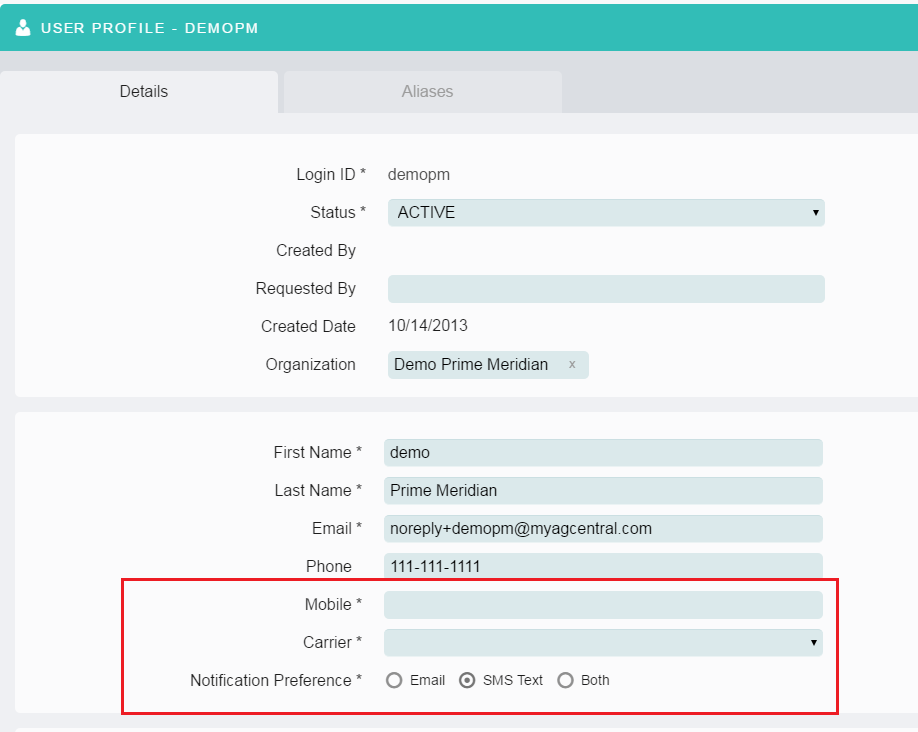 USER PROFILE - DEMOPM
Details Aliases
Login ID * demopm
Status * ACTIVE
Created By
Requested By
Created Date 10/14/2013
Organization Demo Prime Meridian x
First Name * demo
Last Name * Prime Meridian
Email * noreply+demopm@myagcentral.com
Phone 111-111-1111
Mobile *
Carrier *
Notification Preference * Email SMS Text Both